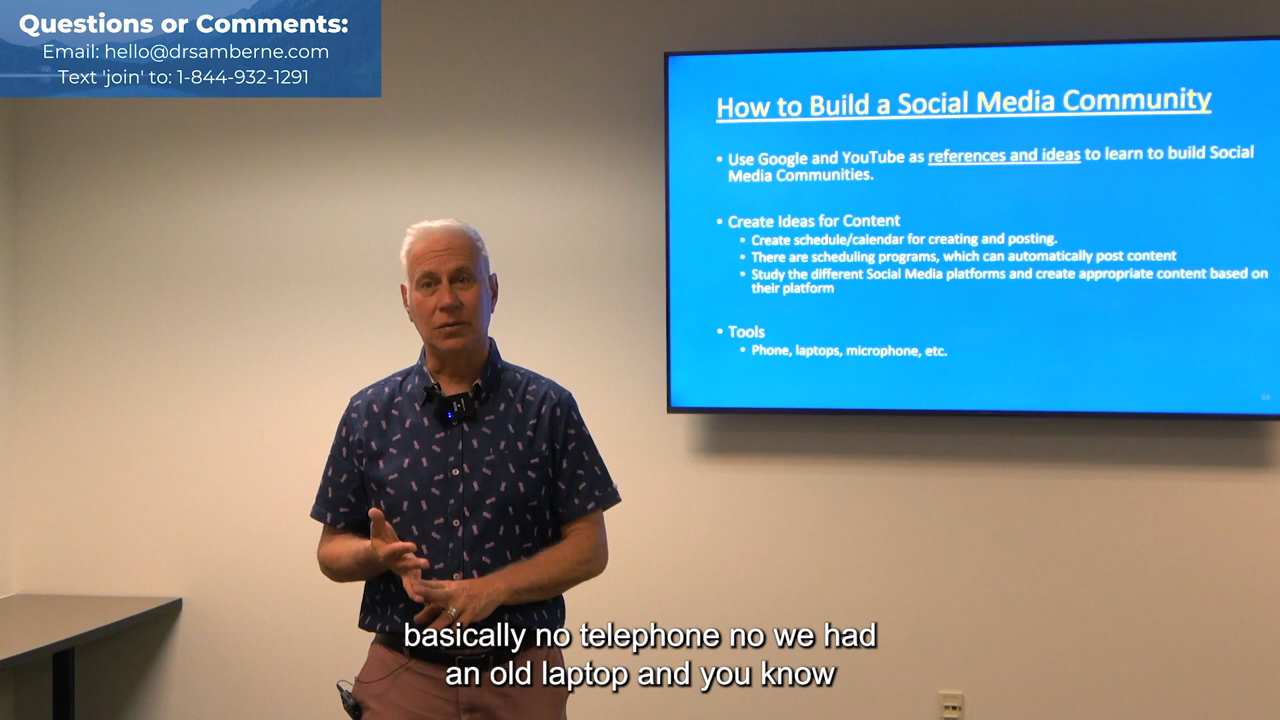 Questions or Comments:
Email: hello@drsamberne.com
Text 'join' to: 1-844-932-1291
How to Build a Social Media Community
• Use Google and YouTube as references and ideas to learn to build Social
Media Communities.
• Create Ideas for Content
• Create schedule/calendar for creating and posting.
• There are scheduling programs, which can automatically post content
• Study the different Social Media platforms and create appropriate content based on
their platform
• Tools
• Phone, laptops, microphone, etc.
basically no telephone no we had
an old laptop and you know